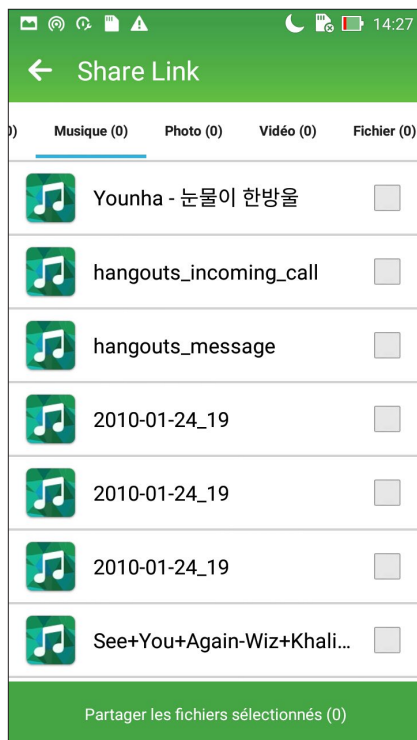 14:27
Share Link
) Musique (0) Photo (0) Vidéo (0) Fichier (0)
Younha - 눈물이 한방울
hangouts_incoming_call
hangouts_message
2010-01-24_19
2010-01-24_19
2010-01-24_19
See+You+Again-Wiz+Khali...
Partager les fichiers sélectionnés (0)